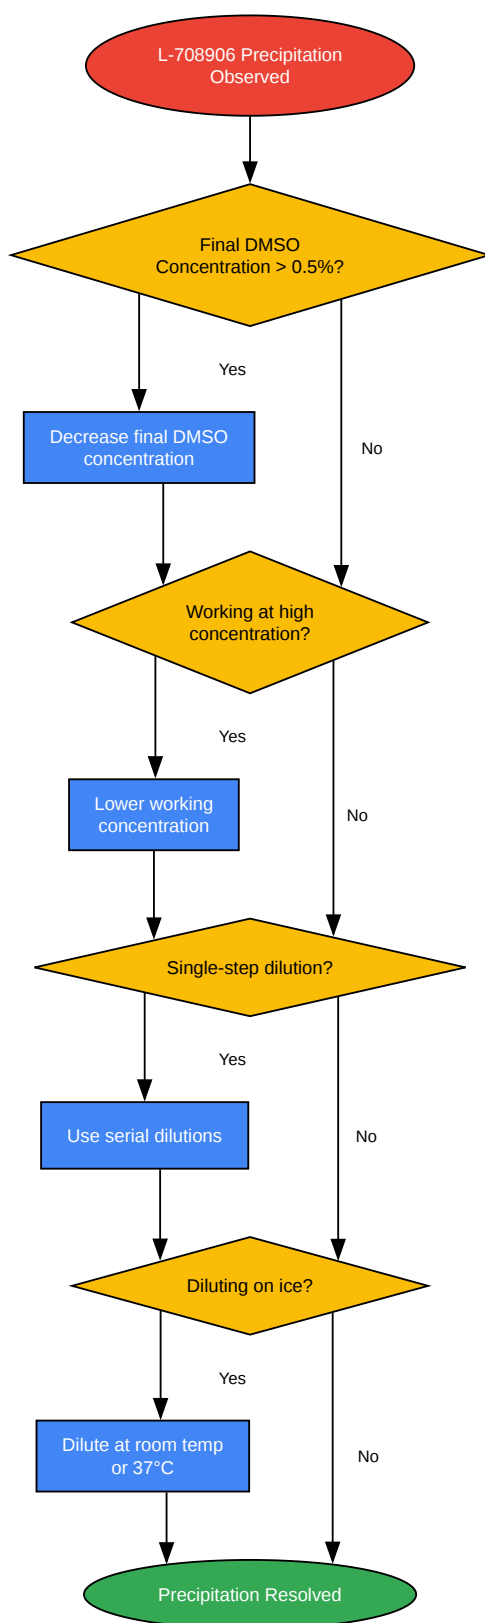 L-708906 Precipitation
Observed
Final DMSO
Concentration > 0.5%?
Yes
Decrease final DMSO
concentration
No
Working at high
concentration?
Yes
Lower working
concentration
No
Single-step dilution?
Yes
Use serial dilutions
No
Diluting on ice?
Yes
Dilute at room temp
or 37°C
No
Precipitation Resolved